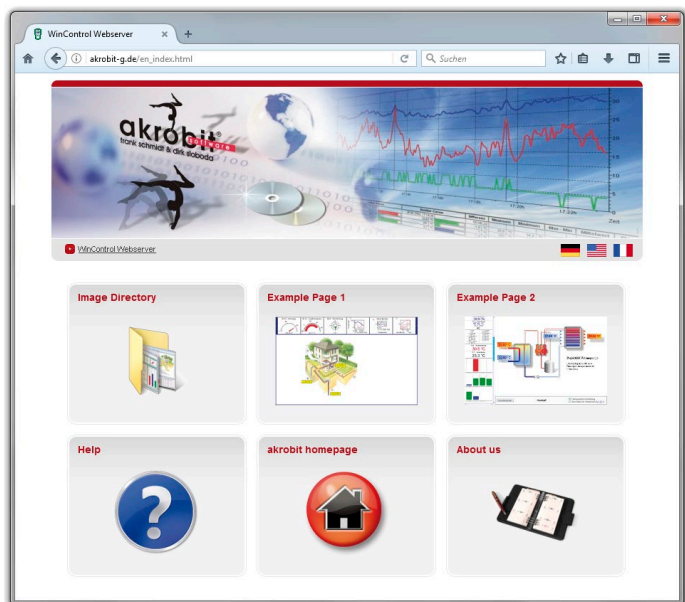 WinControl Webserver
akrobit-g.de/en_index.html
Suchen
akrobit
software
frank schmidt & dirk sloboda
WinControl Webserver
Image Directory
Example Page 1
Example Page 2
Help
akrobit homepage
About us